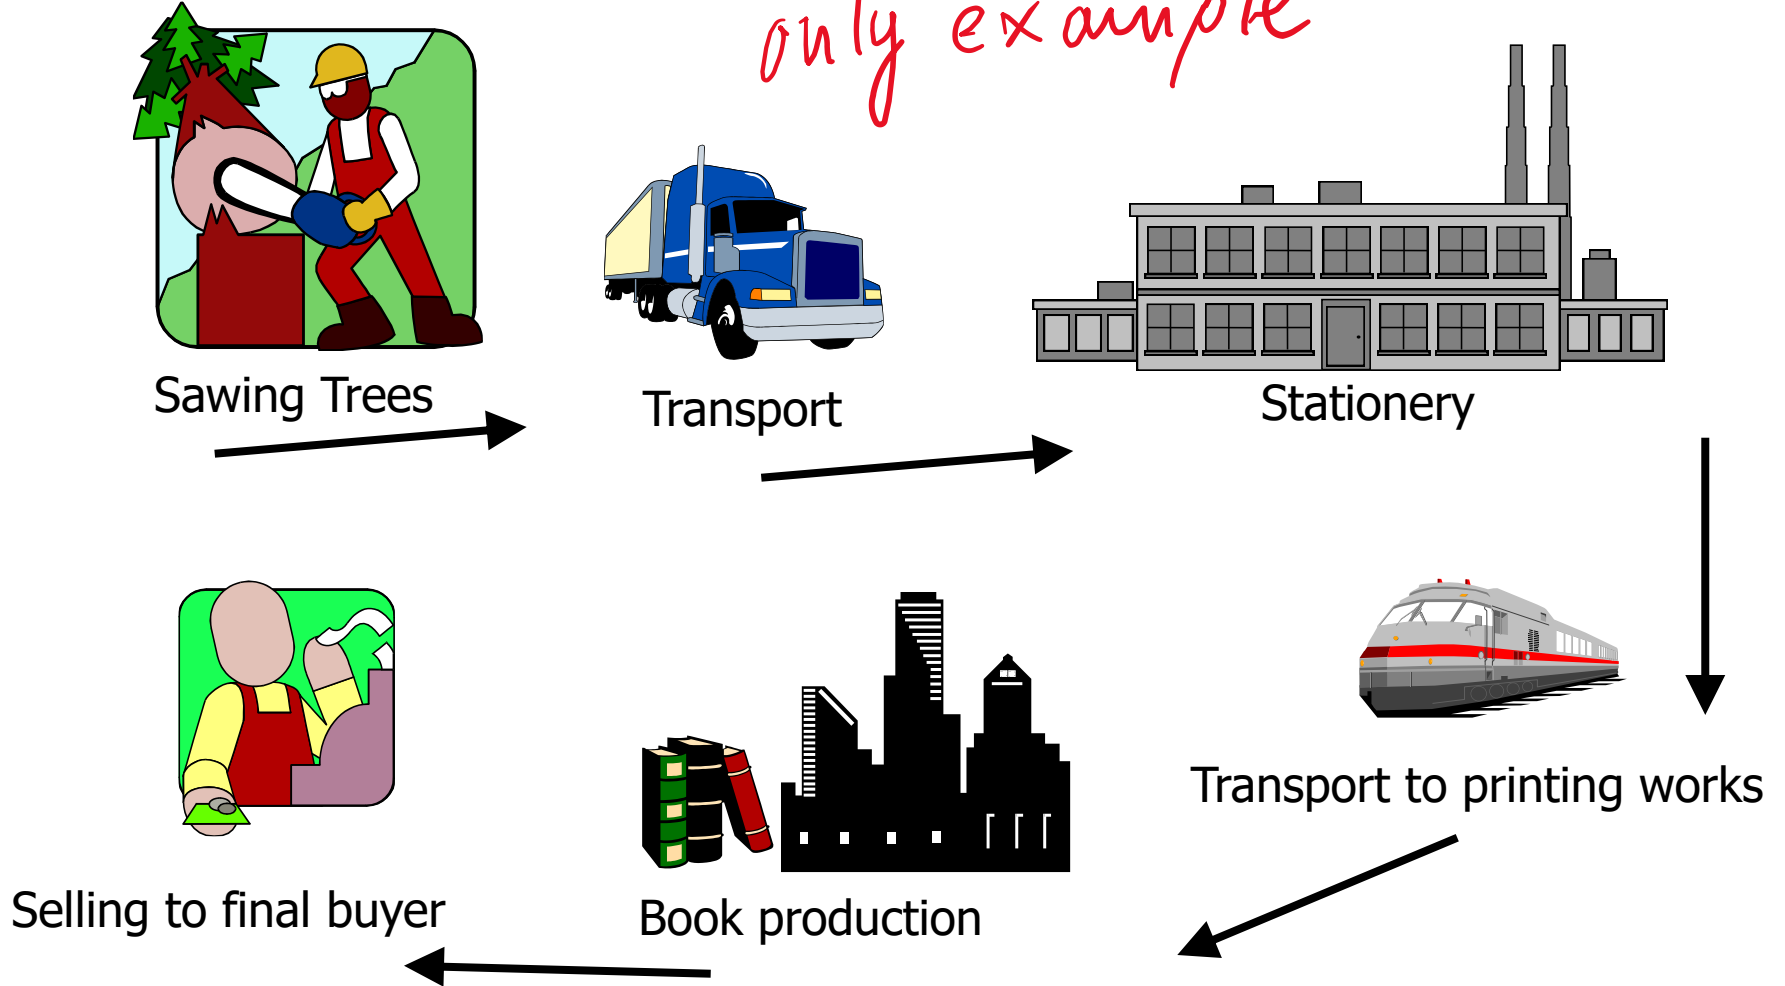 only example
Sawing Trees
Transport
Stationery
Transport to printing works
Book production
Selling to final buyer